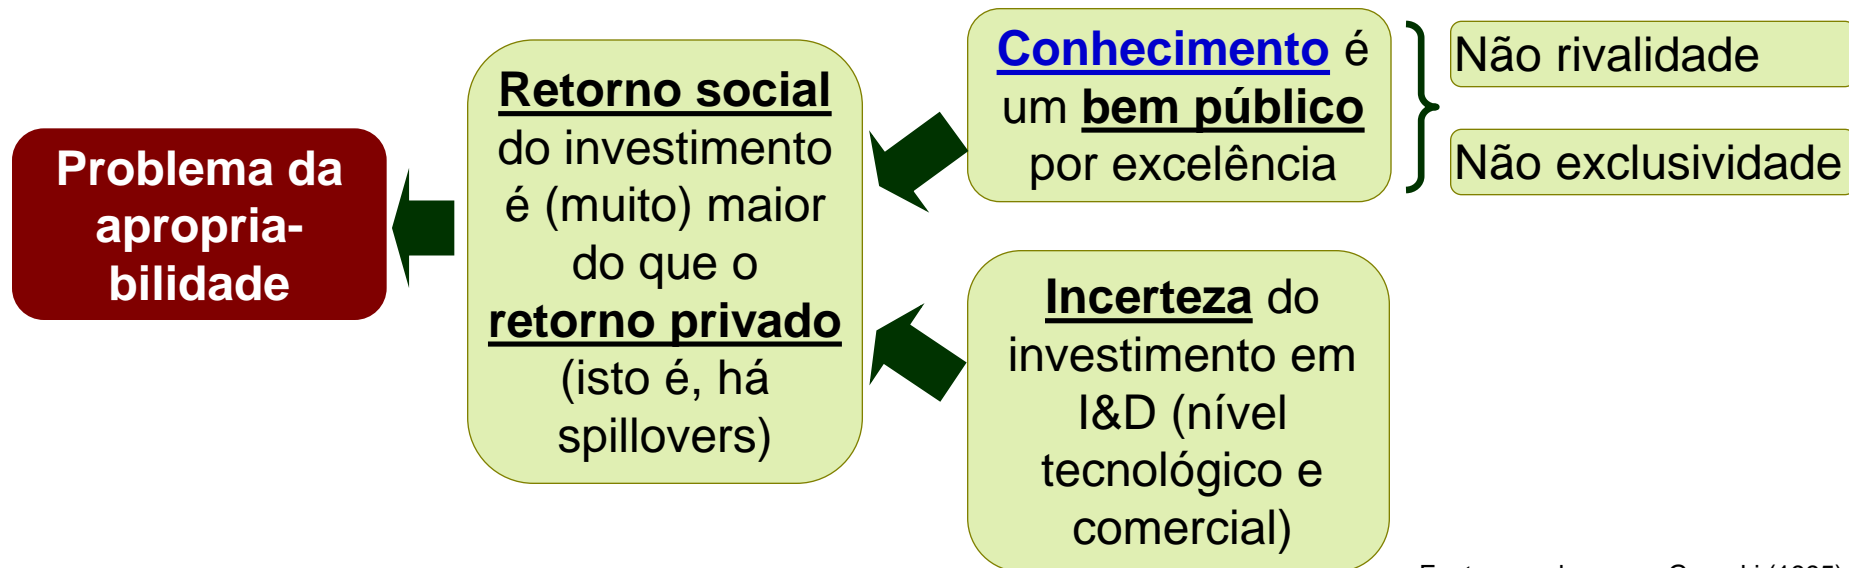 Problema da
apropria-
bilidade
Retorno social
do investimento
é (muito) maior
do que o
retorno privado
(isto é, há
spillovers)
Conhecimento é
um bem público
por excelência
Não rivalidade
Não exclusividade
Incerteza do
investimento em
I&D (nível
tecnológico e
comercial)
(1995)